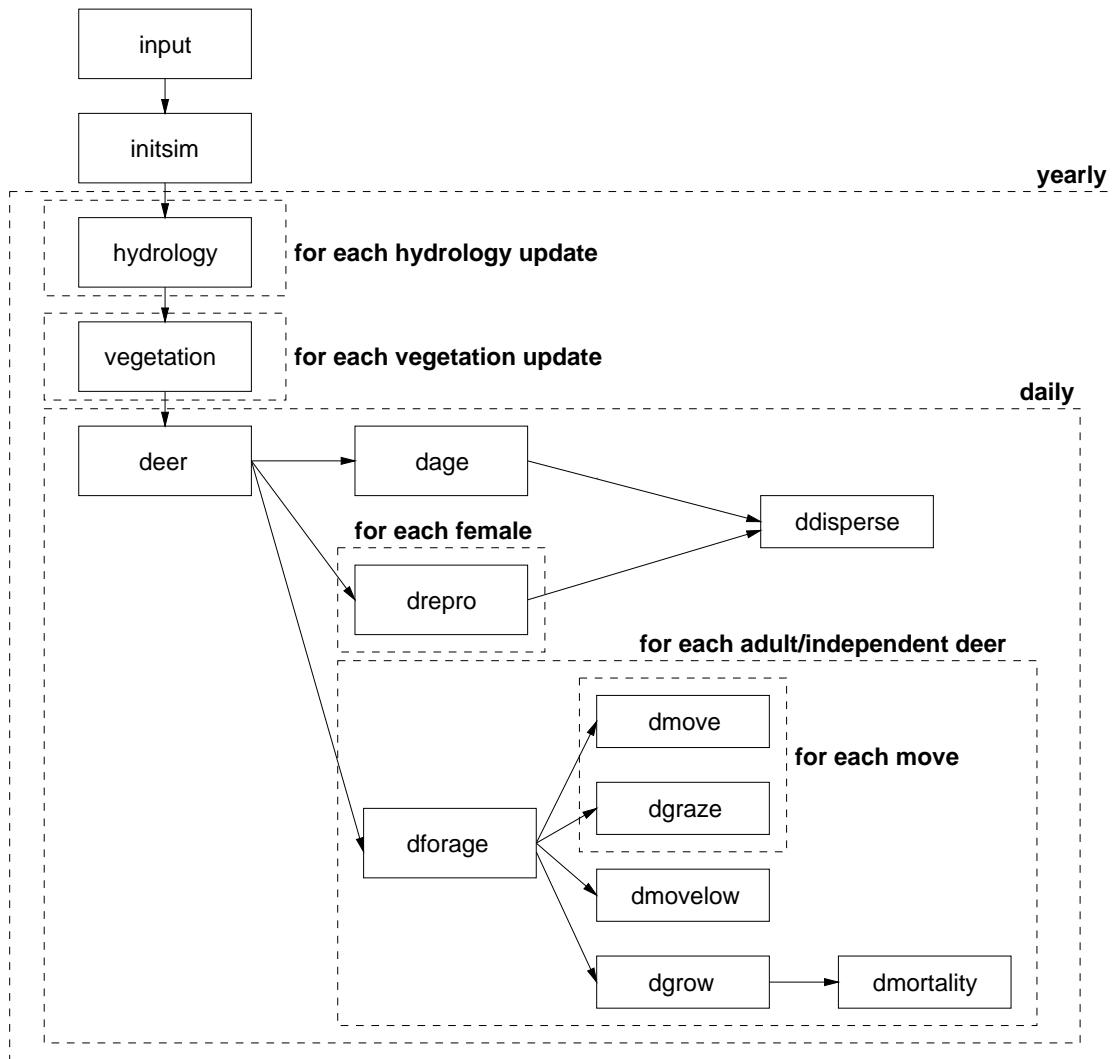 input
initsim
yearly
hydrology
for each hydrology update
vegetation
for each vegetation update
daily
deer
dage
ddisperse
for each female
drepro
for each adult/independent deer
dmove
for each move
dgraze
dforage
dmovelow
dgrow
dmortality